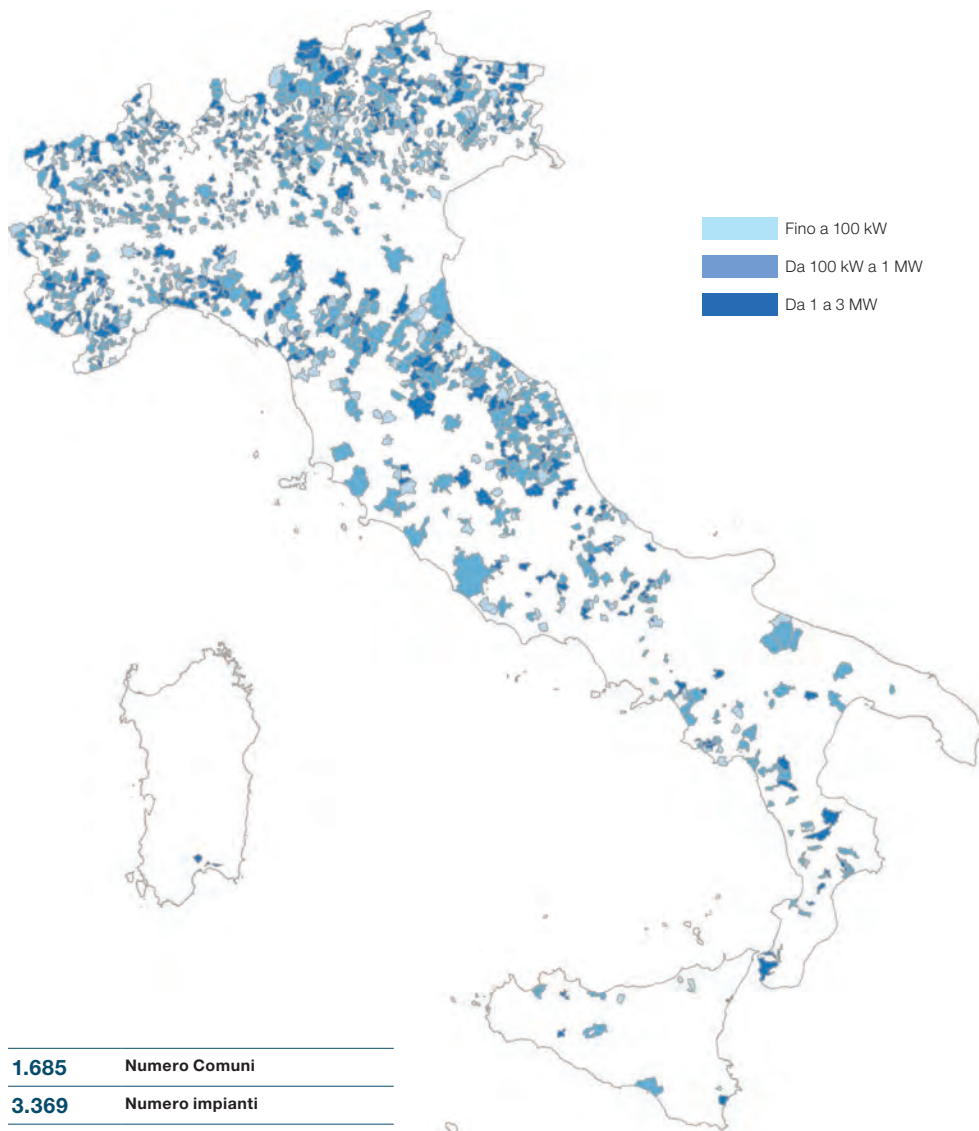 Fino a 100 kW
Da 100 kW a 1 MW
Da 1 a 3 MW
1.685 Numero Comuni
3.369 Numero impianti